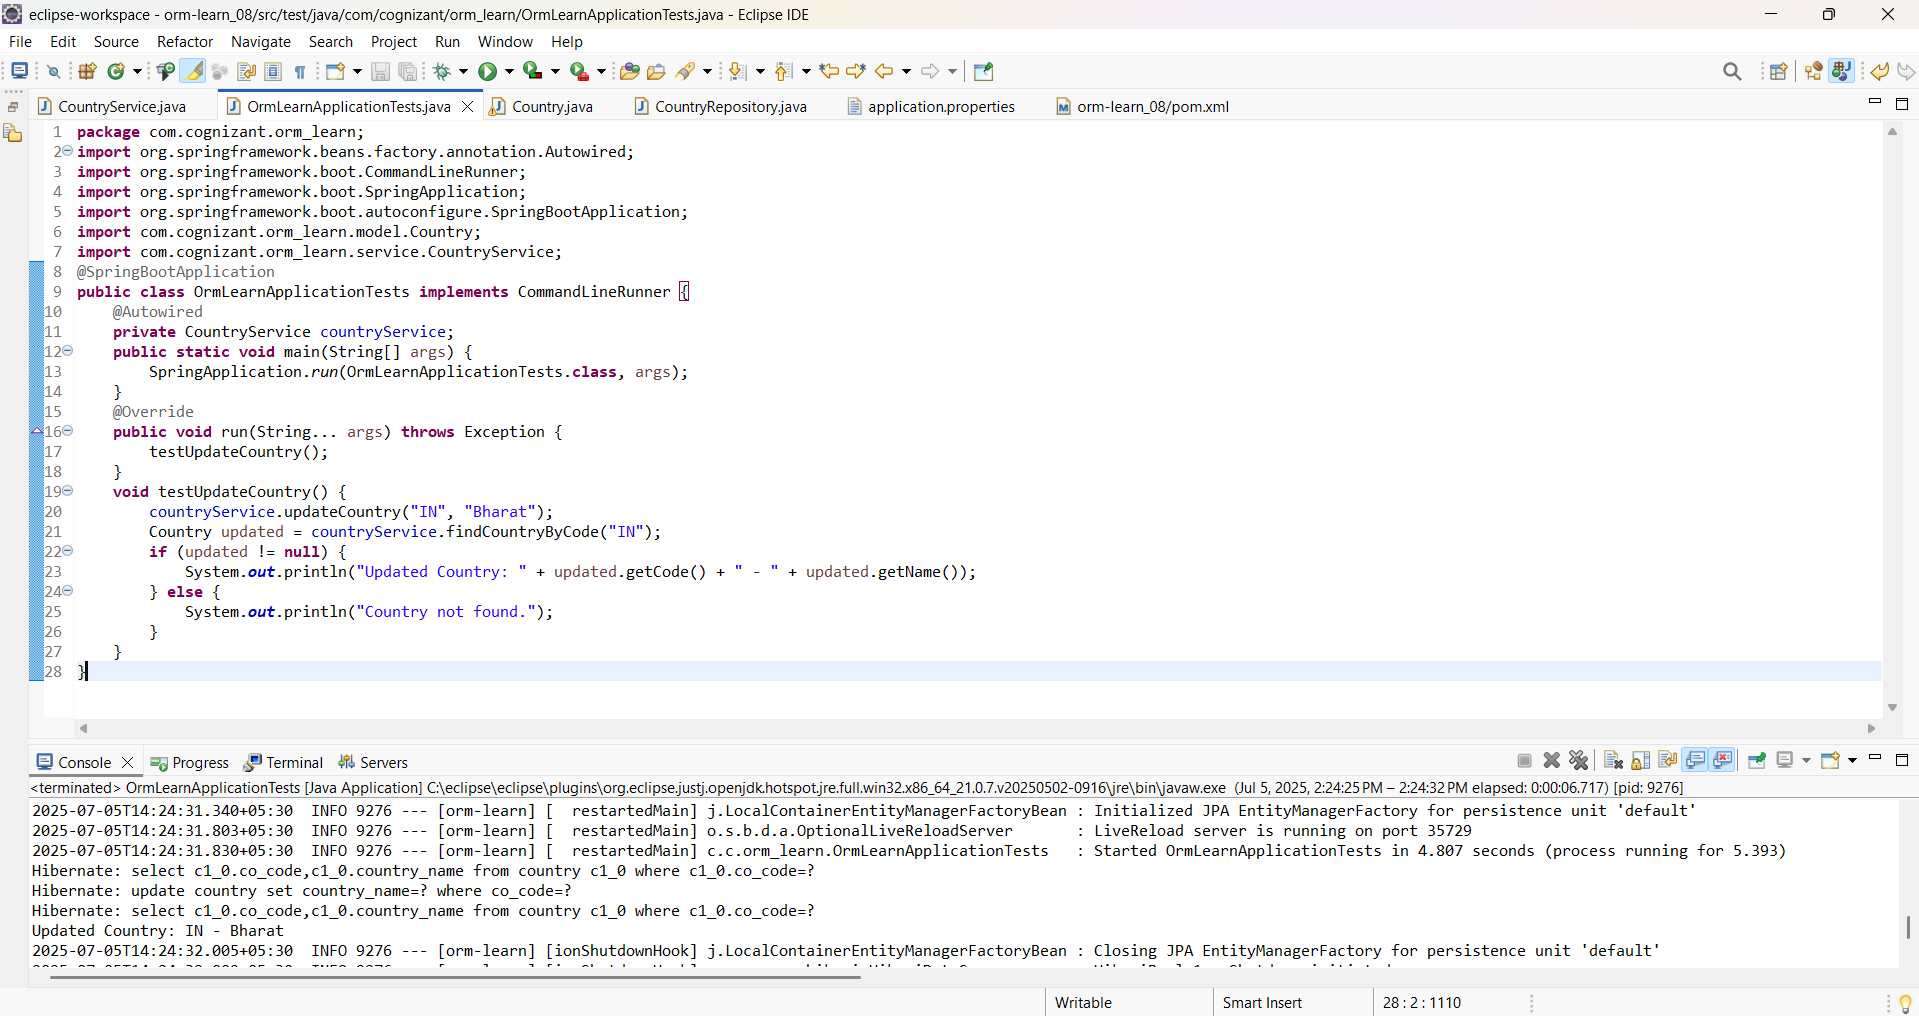 eclipse-workspace - orm-learn_08/src/test/java/com/cognizant/orm_learn/OrmLearnApplicationTests.java - Eclipse IDE
File Edit Source Refactor Navigate Search Project Run Window Help
CountryService.java OrmLearnApplicationTests.java Country.java CountryRepository.java application.properties orm-learn_08/pom.xml
1 package com.cognizant.orm_learn;
2 import org.springframework.beans.factory.annotation.Autowired;
3 import org.springframework.boot.CommandLineRunner;
4 import org.springframework.boot.SpringApplication;
5 import org.springframework.boot.autoconfigure.SpringBootApplication;
6 import com.cognizant.orm_learn.model.Country;
7 import com.cognizant.orm_learn.service.CountryService;
8 @SpringBootApplication
9 public class OrmLearnApplicationTests implements CommandLineRunner {
10     @Autowired
11     private CountryService countryService;
12     public static void main(String[] args) {
13         SpringApplication.run(OrmLearnApplicationTests.class, args);
14     }
15     @Override
16     public void run(String... args) throws Exception {
17         testUpdateCountry();
18     }
19     void testUpdateCountry() {
20         countryService.updateCountry("IN", "Bharat");
21         Country updated = countryService.findCountryByCode("IN");
22         if (updated != null) {
23             System.out.println("Updated Country: " + updated.getCode() + " - " + updated.getName());
24         } else {
25             System.out.println("Country not found.");
26         }
27     }
28 }
Console Progress Terminal Servers
<terminated> OrmLearnApplicationTests [Java Application] C:\eclipse\eclipse\plugins\org.eclipse.justj.openjdk.hotspot.jre.full.win32.x86_64_21.0.7.v20250502-0916\jre\bin\javaw.exe (Jul 5, 2025, 2:24:25 PM – 2:24:32 PM elapsed: 0:00:06.717) [pid: 9276]
2025-07-05T14:24:31.340+05:30  INFO 9276 --- [orm-learn] [  restartedMain] j.LocalContainerEntityManagerFactoryBean : Initialized JPA EntityManagerFactory for persistence unit 'default'
2025-07-05T14:24:31.803+05:30  INFO 9276 --- [orm-learn] [  restartedMain] o.s.b.d.a.OptionalLiveReloadServer       : LiveReload server is running on port 35729
2025-07-05T14:24:31.830+05:30  INFO 9276 --- [orm-learn] [  restartedMain] c.c.orm_learn.OrmLearnApplicationTests   : Started OrmLearnApplicationTests in 4.807 seconds (process running for 5.393)
Hibernate: select c1_0.co_code,c1_0.country_name from country c1_0 where c1_0.co_code=?
Hibernate: update country set country_name=? where co_code=?
Hibernate: select c1_0.co_code,c1_0.country_name from country c1_0 where c1_0.co_code=?
Updated Country: IN - Bharat
2025-07-05T14:24:32.005+05:30  INFO 9276 --- [orm-learn] [ionShutdownHook] j.LocalContainerEntityManagerFactoryBean : Closing JPA EntityManagerFactory for persistence unit 'default'
Writable Smart Insert 28 : 2 : 1110